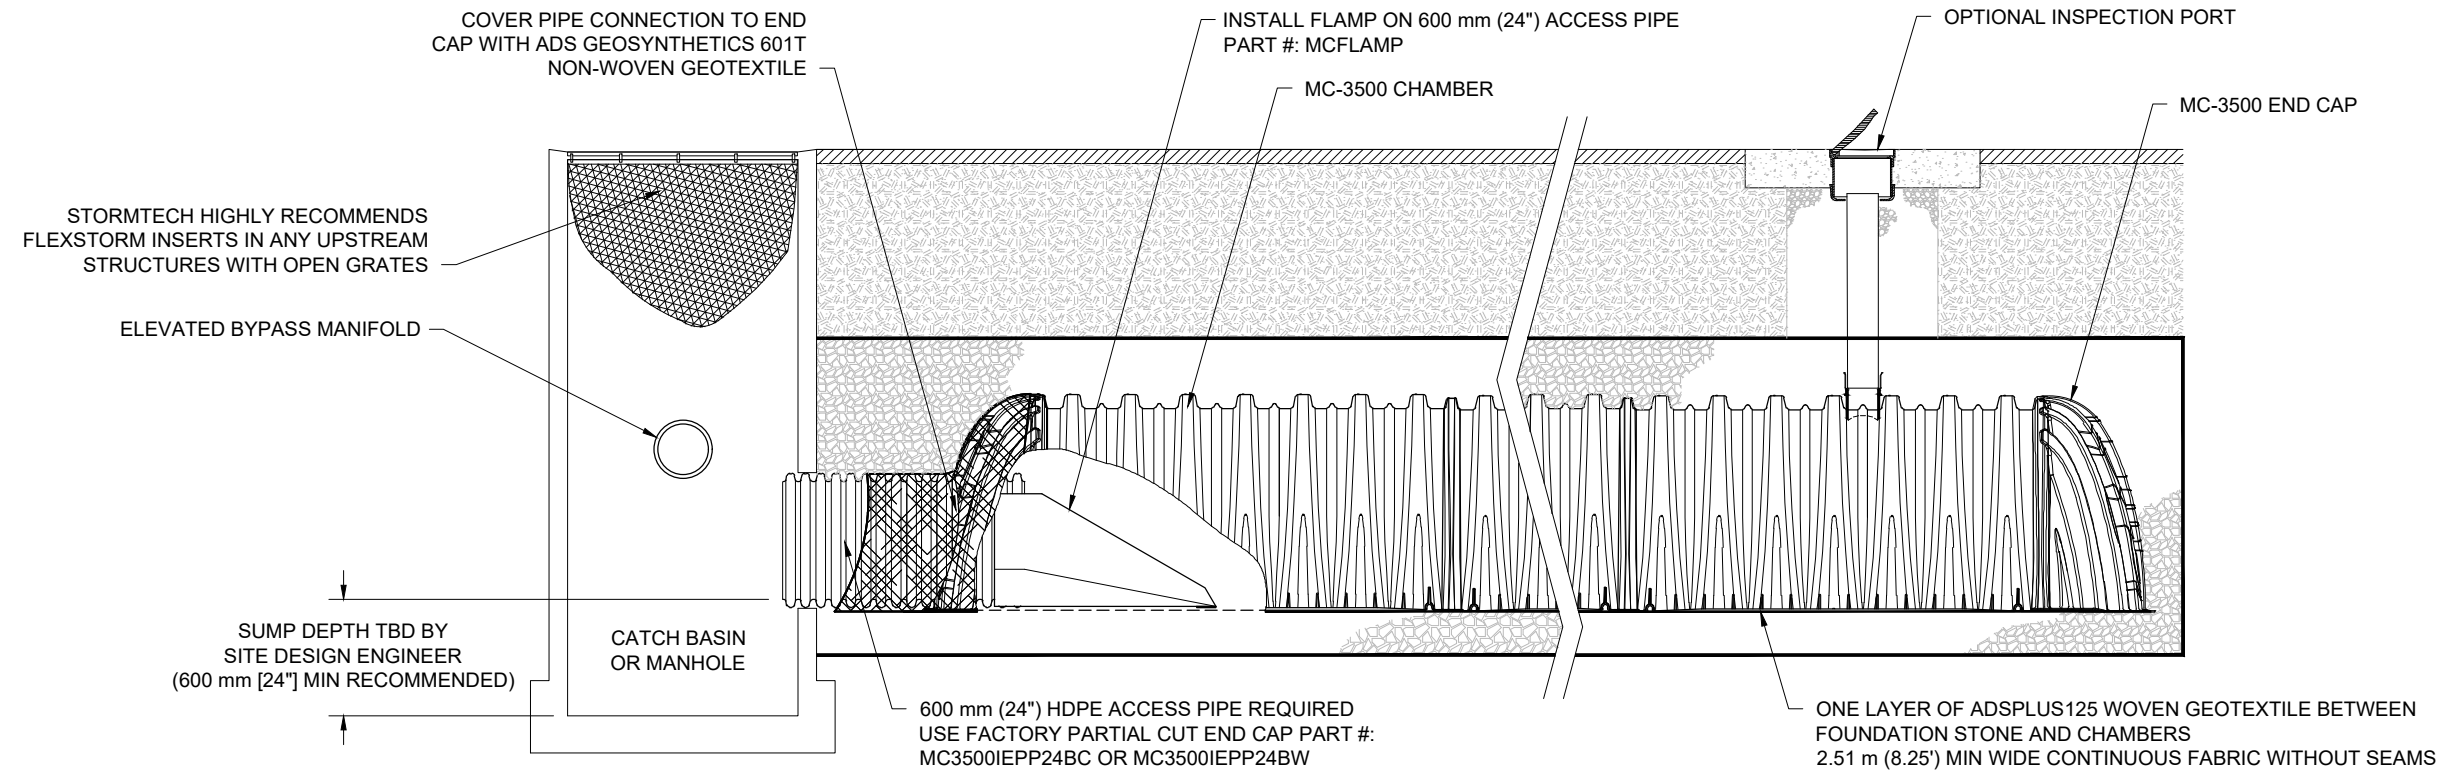 COVER PIPE CONNECTION TO END
CAP WITH ADS GEOSYNTHETICS 601T
NON-WOVEN GEOTEXTILE
INSTALL FLAMP ON 600 mm (24") ACCESS PIPE
PART #: MCFLAMP
MC-3500 CHAMBER
OPTIONAL INSPECTION PORT
MC-3500 END CAP
STORMTECH HIGHLY RECOMMENDS
FLEXSTORM INSERTS IN ANY UPSTREAM
STRUCTURES WITH OPEN GRATES
ELEVATED BYPASS MANIFOLD
SUMP DEPTH TBD BY
SITE DESIGN ENGINEER
(600 mm [24"] MIN RECOMMENDED)
CATCH BASIN
OR MANHOLE
600 mm (24") HDPE ACCESS PIPE REQUIRED
USE FACTORY PARTIAL CUT END CAP PART #:
MC3500IEPP24BC OR MC3500IEPP24BW
ONE LAYER OF ADSPLUS125 WOVEN GEOTEXTILE BETWEEN
FOUNDATION STONE AND CHAMBERS
2.51 m (8.25') MIN WIDE CONTINUOUS FABRIC WITHOUT SEAMS